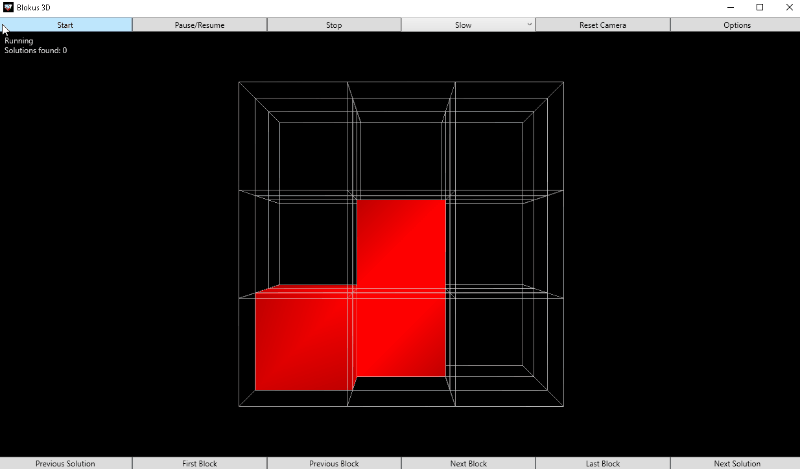 Blokus 3D
Start Pause/Resume Stop Slow Reset Camera Options
Running
Solutions found: 0
Previous Solution First Block Previous Block Next Block Last Block Next Solution